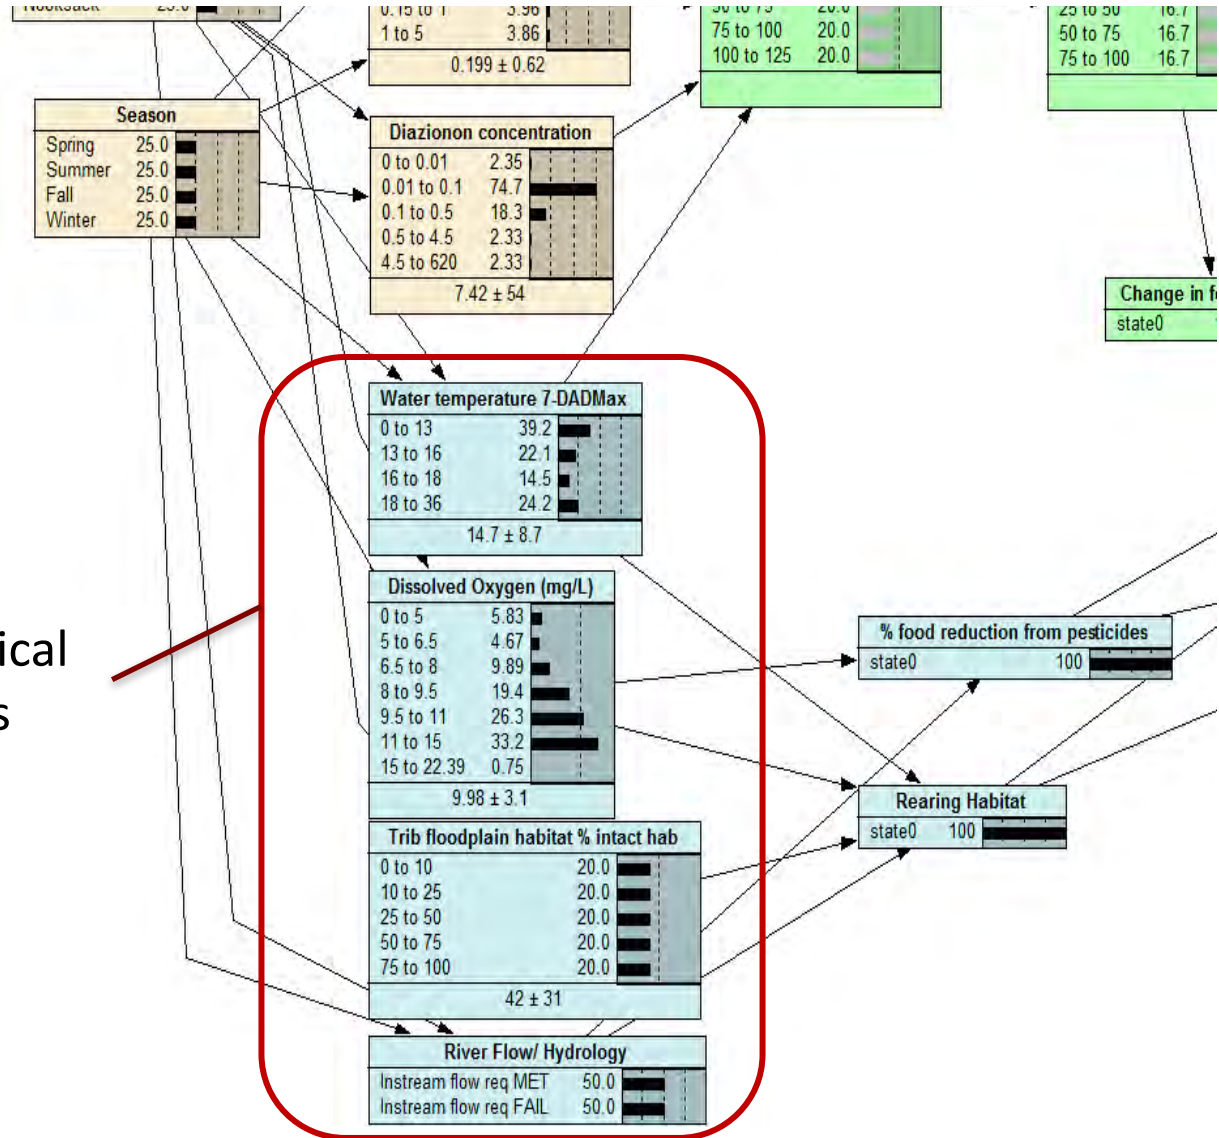 Nooksack 25.0
0.15 to 1 3.96
1 to 5 3.86
0.199 ± 0.62
50 to 75 20.0
75 to 100 20.0
100 to 125 20.0
25 to 50 16.7
50 to 75 16.7
75 to 100 16.7
Season
Spring 25.0
Summer 25.0
Fall 25.0
Winter 25.0
Diazionon concentration
0 to 0.01 2.35
0.01 to 0.1 74.7
0.1 to 0.5 18.3
0.5 to 4.5 2.33
4.5 to 620 2.33
7.42 ± 54
Change in f
state0
Water temperature 7-DADMax
0 to 13 39.2
13 to 16 22.1
16 to 18 14.5
18 to 36 24.2
14.7 ± 8.7
Dissolved Oxygen (mg/L)
0 to 5 5.83
5 to 6.5 4.67
6.5 to 8 9.89
8 to 9.5 19.4
9.5 to 11 26.3
11 to 15 33.2
15 to 22.39 0.75
9.98 ± 3.1
ical
s
% food reduction from pesticides
state0 100
Rearing Habitat
state0 100
Trib floodplain habitat % intact hab
0 to 10 20.0
10 to 25 20.0
25 to 50 20.0
50 to 75 20.0
75 to 100 20.0
42 ± 31
River Flow/ Hydrology
Instream flow req MET 50.0
Instream flow req FAIL 50.0